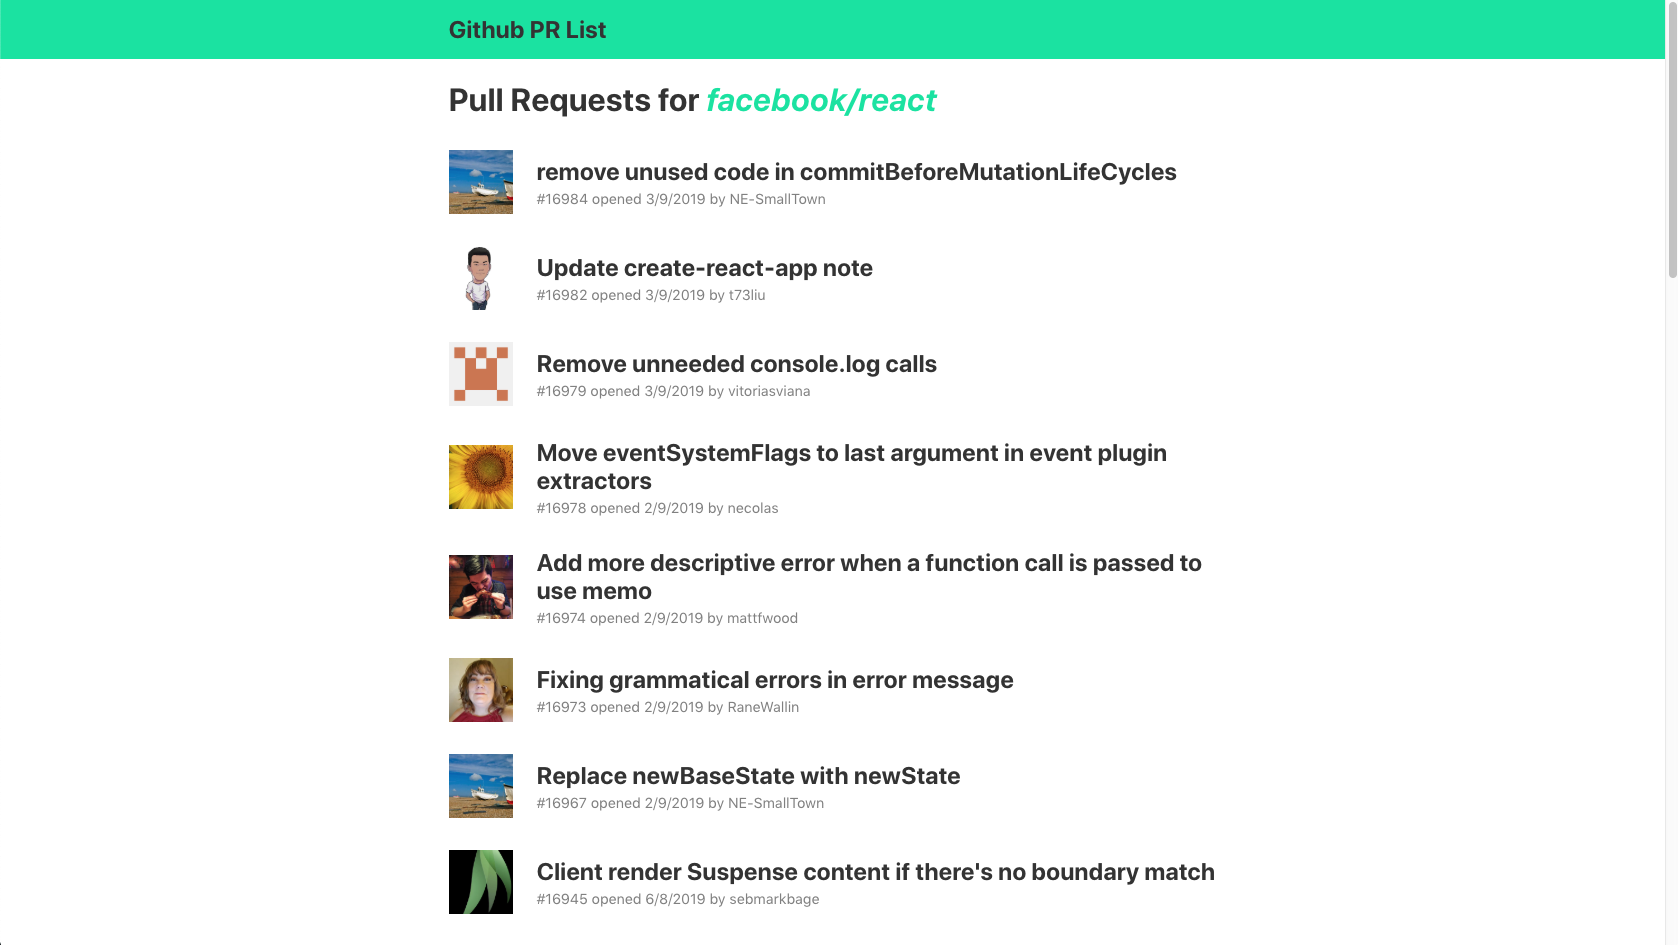 Github PR List
Pull Requests for facebook/react
remove unused code in commitBeforeMutationLifeCycles
#16984 opened 3/9/2019 by NE-SmallTown
Update create-react-app note
#16982 opened 3/9/2019 by t73liu
Remove unneeded console.log calls
#16979 opened 3/9/2019 by vitoriasviana
Move eventSystemFlags to last argument in event plugin
extractors
#16978 opened 2/9/2019 by necolas
Add more descriptive error when a function call is passed to
use memo
#16974 opened 2/9/2019 by mattfwood
Fixing grammatical errors in error message
#16973 opened 2/9/2019 by RaneWallin
Replace newBaseState with newState
#16967 opened 2/9/2019 by NE-SmallTown
Client render Suspense content if there's no boundary match
#16945 opened 6/8/2019 by sebmarkbage